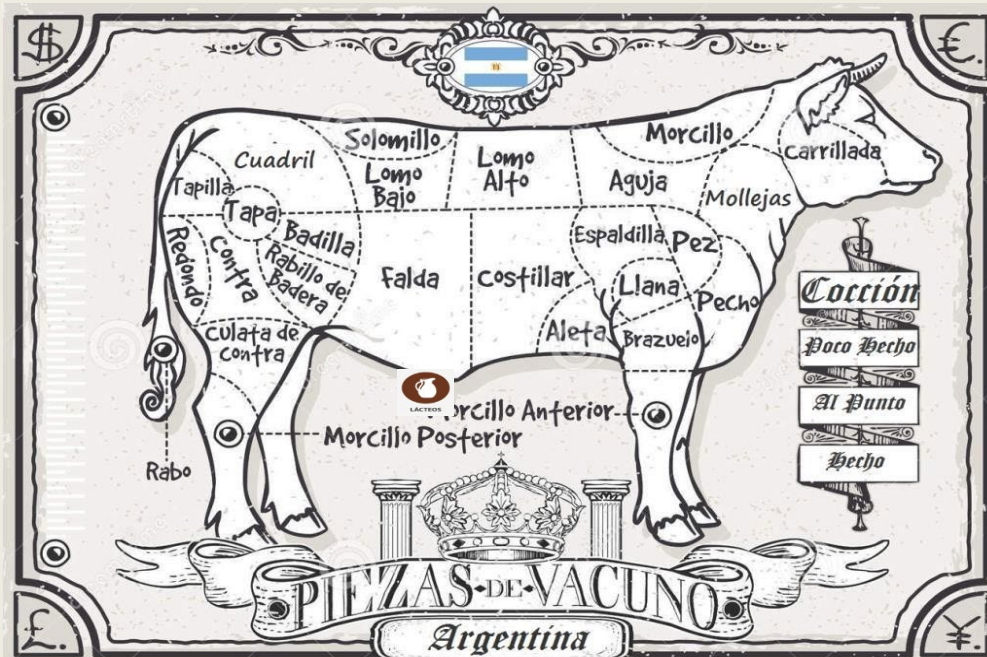 $
€
Solomillo
Morcillo
Cuadril
Lomo
Alto
Carrillada
Lomo
Bajo
Aguja
Tapilla
Mollejas
Tapa
Badilla
Espaldilla
Pez
Redondo
Contra
Rabillo de
Badera
Falda
Costillar
Llana
Pecho
Cocción
Culata de
Contra
Aleta
Brazuelo
Poco Hecho
LÁCTEOS
Al Punto
Morcillo Anterior
Morcillo Posterior
Hecho
Rabo
PIEZAS·DE·VACUNO
£
Argentina
¥